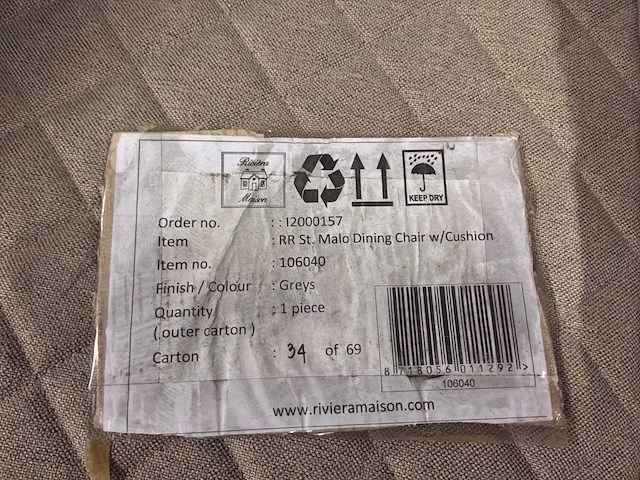 Rivièra
Maison
KEEP DRY
Order no. : : I2000157
Item : RR St. Malo Dining Chair w/Cushion
Item no. : 106040
Finish / Colour : Greys
Quantity : 1 piece
( outer carton )
Carton : 34 of 69
8 718056 011292 >
106040
www.rivieramaison.com